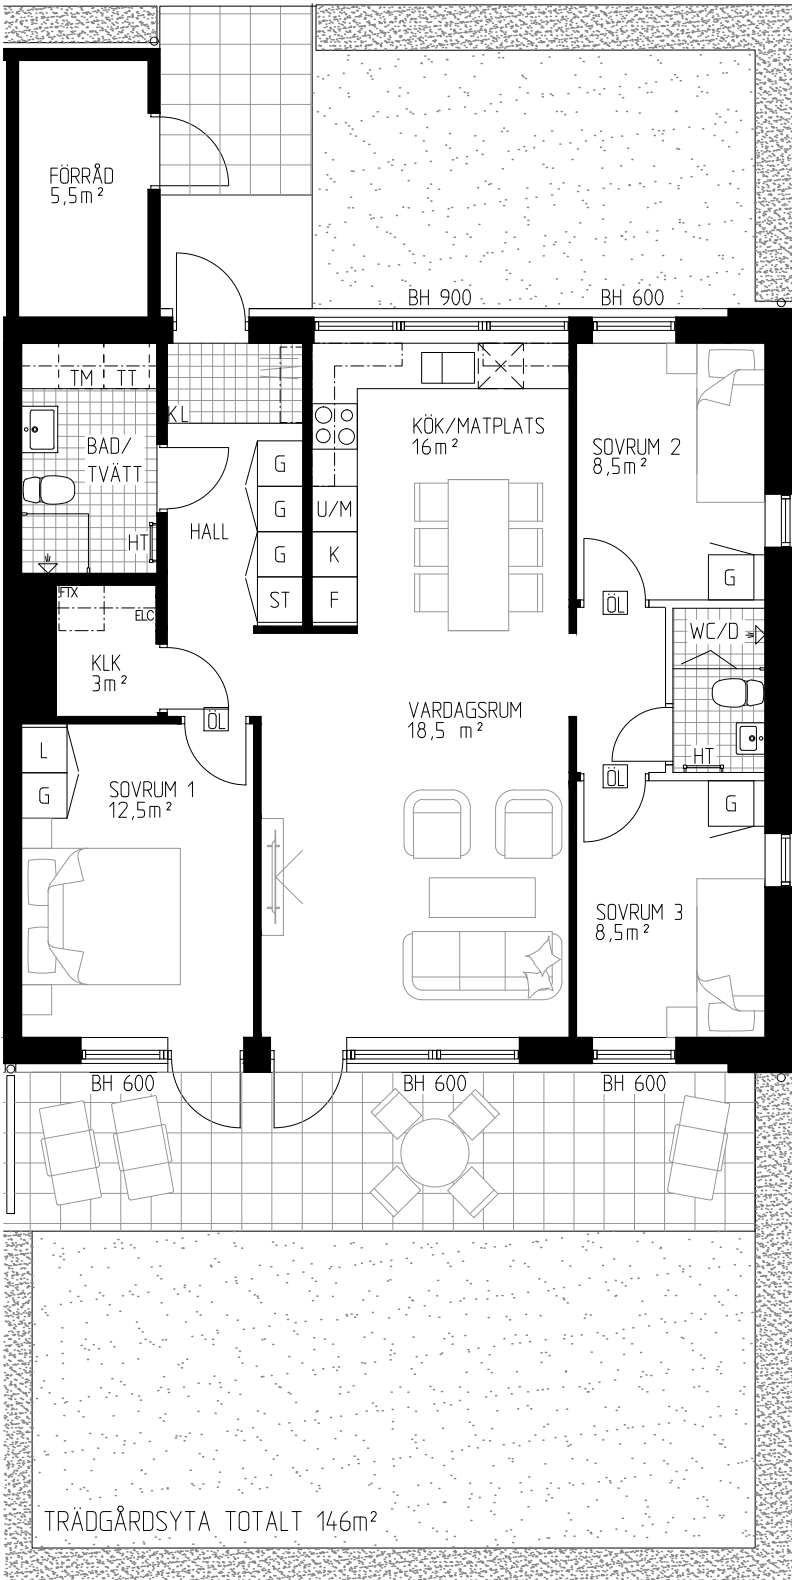 FÖRRÅD
5,5m²
BH 900
BH 600
TM
TT
KL
BAD/
TVÄTT
HT
HALL
G
G
G
ST
KÖK/MATPLATS
16m²
U/M
K
F
SOVRUM 2
8,5m²
G
ÖL
WC/D
HT
ÖL
FTX
ELC
KLK
3m²
ÖL
VARDAGSRUM
18,5 m²
L
G
SOVRUM 1
12,5m²
G
SOVRUM 3
8,5m²
BH 600
BH 600
BH 600
TRÄDGÅRDSYTA TOTALT 146m²